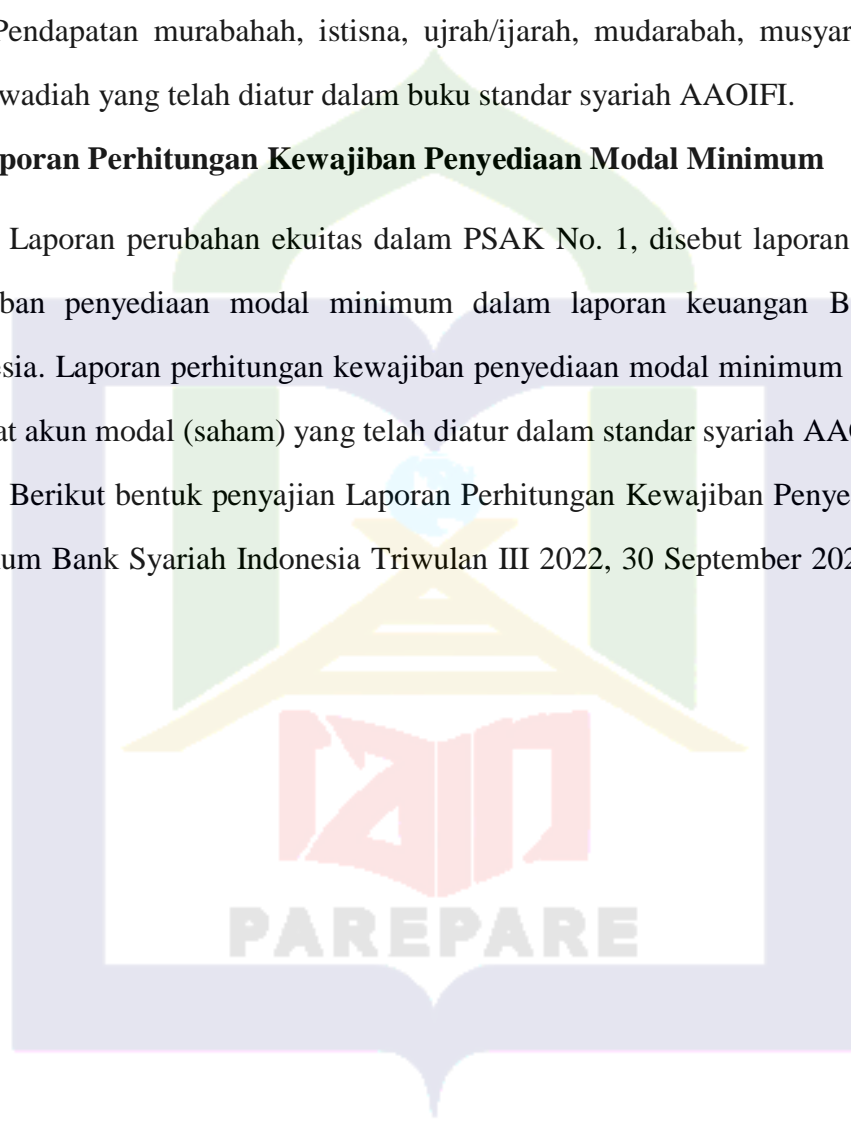 Pendapatan murabahah, istisna, ujrah/ijarah, mudarabah, musyar
wadiah yang telah diatur dalam buku standar syariah AAOIFI.
poran Perhitungan Kewajiban Penyediaan Modal Minimum
Laporan perubahan ekuitas dalam PSAK No. 1, disebut laporan
ban penyediaan modal minimum dalam laporan keuangan B
esia. Laporan perhitungan kewajiban penyediaan modal minimum
at akun modal (saham) yang telah diatur dalam standar syariah AAO
Berikut bentuk penyajian Laporan Perhitungan Kewajiban Penye
um Bank Syariah Indonesia Triwulan III 2022, 30 September 202
iain
PAREPARE